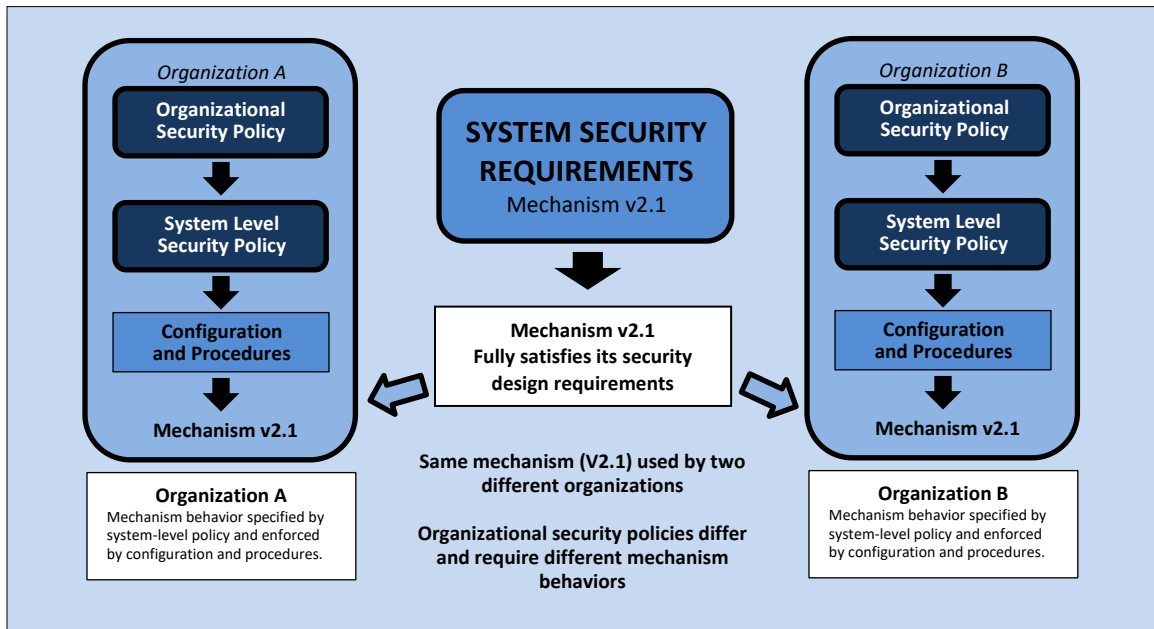 Organization A
Organizational
Security Policy
System Level
Security Policy
Configuration
and Procedures
Mechanism v2.1
Organization A
Mechanism behavior specified by
system-level policy and enforced
by configuration and procedures.
SYSTEM SECURITY
REQUIREMENTS
Mechanism v2.1
Mechanism v2.1
Fully satisfies its security
design requirements
Same mechanism (V2.1) used by two
different organizations
Organizational security policies differ
and require different mechanism
behaviors
Organization B
Organizational
Security Policy
System Level
Security Policy
Configuration
and Procedures
Mechanism v2.1
Organization B
Mechanism behavior specified by
system-level policy and enforced
by configuration and procedures.